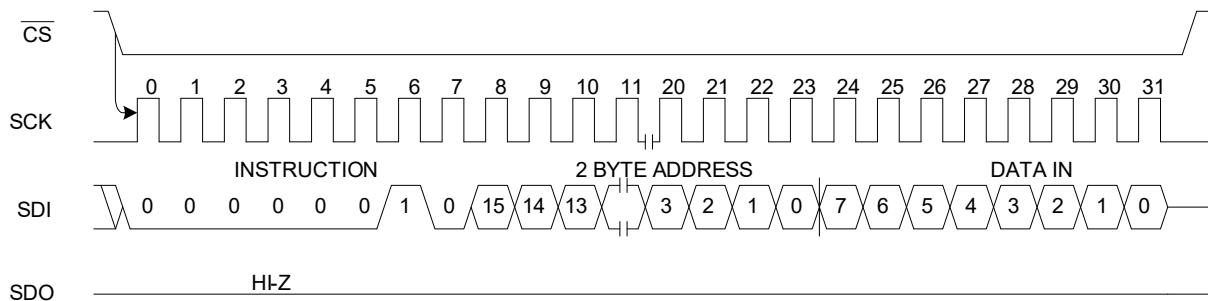 CS
0 1 2 3 4 5 6 7 8 9 10 11 20 21 22 23 24 25 26 27 28 29 30 31
SCK
INSTRUCTION 2 BYTE ADDRESS DATA IN
SDI 0 0 0 0 0 0 1 0 15 14 13 3 2 1 0 7 6 5 4 3 2 1 0
HI-Z
SDO